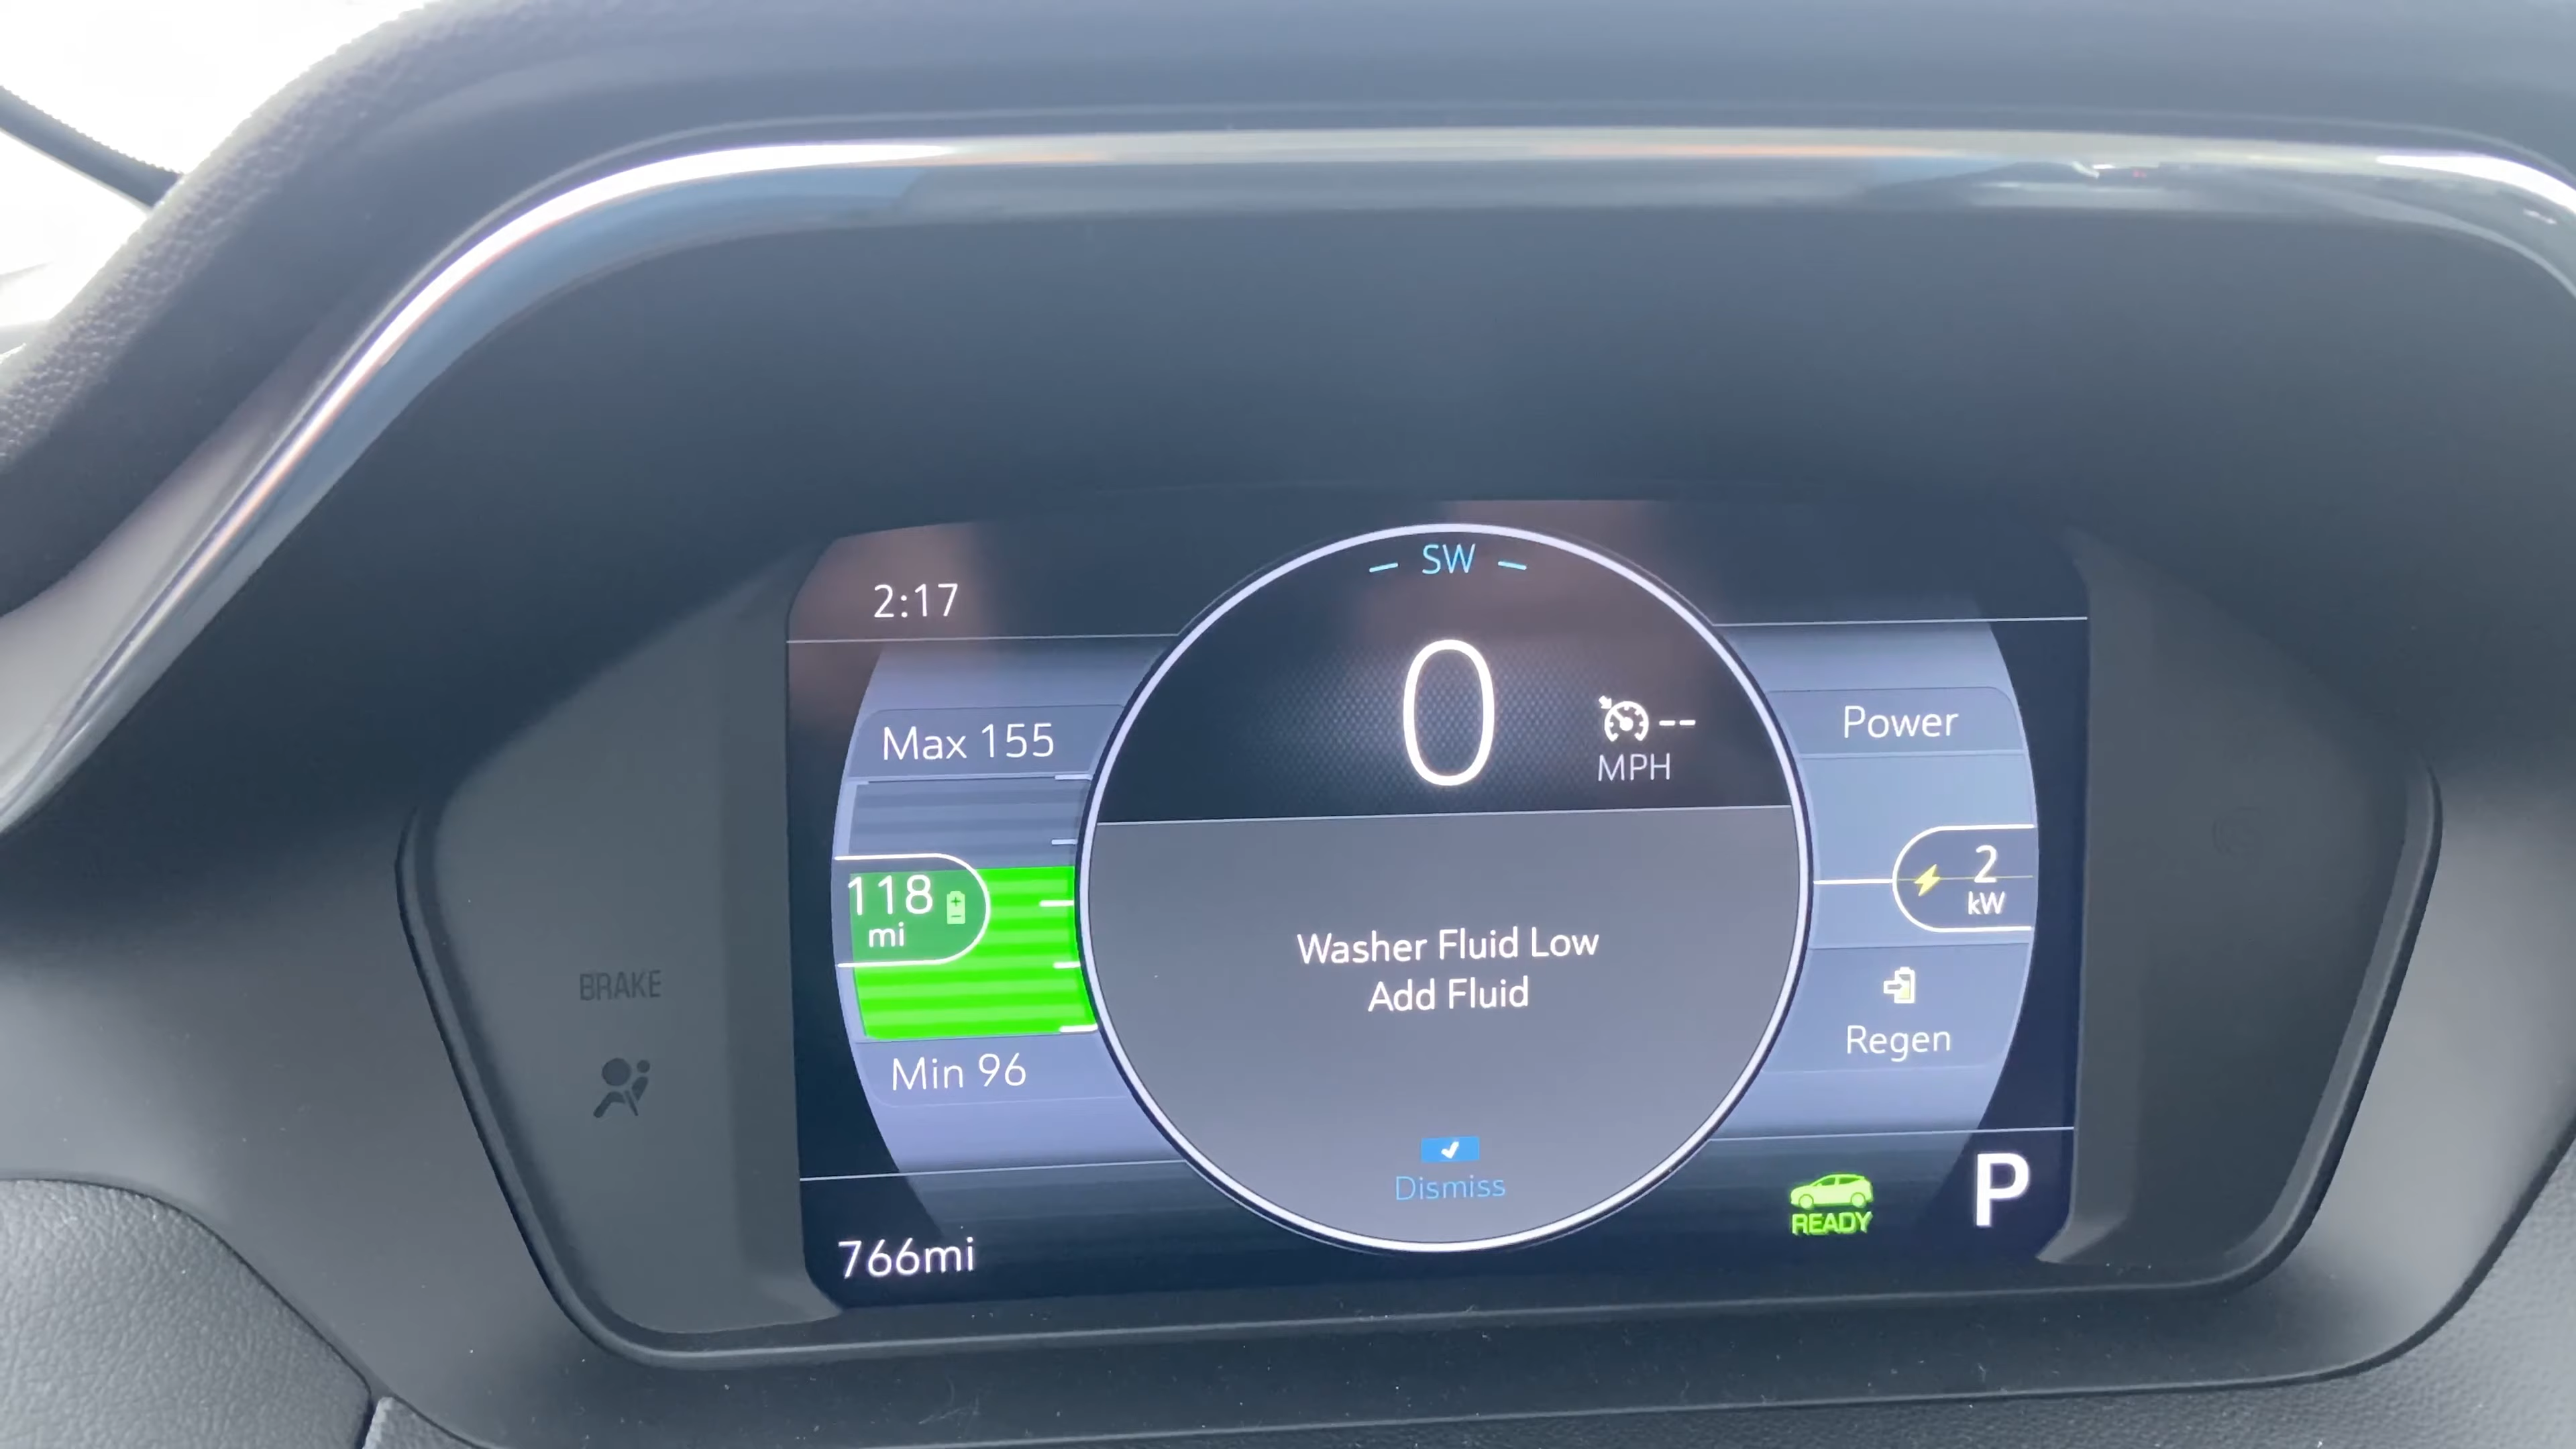 SW
2:17
0
--
MPH
Max 155
Power
118
mi
2
kW
Washer Fluid Low
Add Fluid
BRAKE
Regen
Min 96
Dismiss
READY
P
766mi